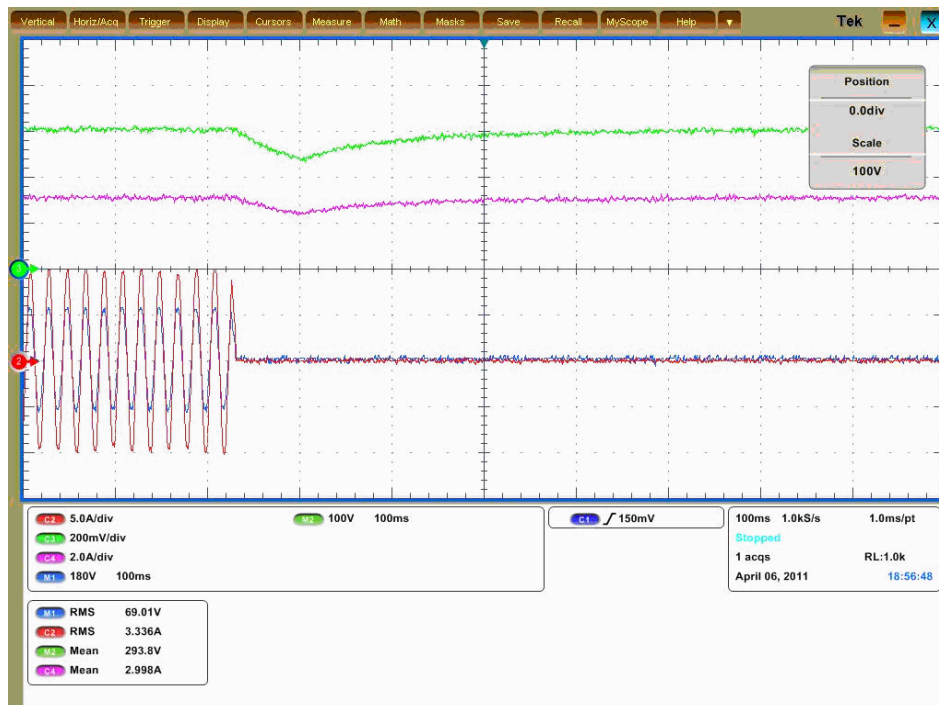 Vertical Horiz/Acq Trigger Display Cursors Measure Math Masks Save Recall MyScope Help Tek X
Position
0.0div
Scale
100V
3
2
C2 5.0A/div M2 100V 100ms
C3 200mV/div
C4 2.0A/div
M1 180V 100ms
C1 150mV
100ms 1.0kS/s 1.0ms/pt
Stopped
1 acqs RL:1.0k
April 06, 2011 18:56:48
M1 RMS 69.01V
C2 RMS 3.336A
M2 Mean 293.8V
C4 Mean 2.998A